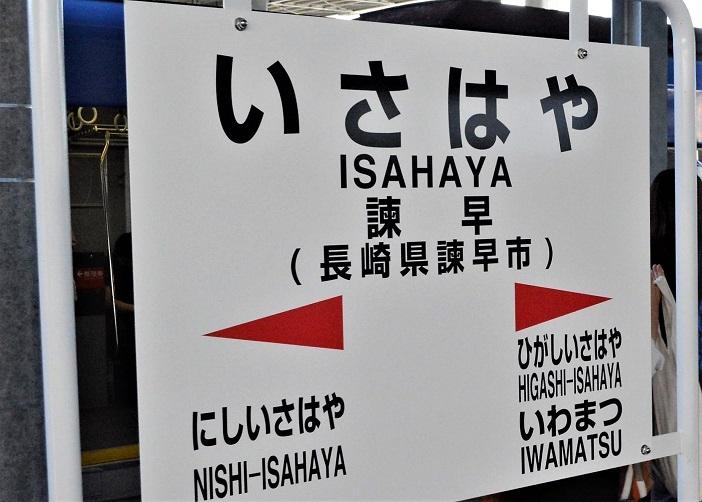 いさはや
ISAHAYA
諫早
(長崎県諫早市)
にしいさはや
NISHI-ISAHAYA
ひがしいさはや
HIGASHI-ISAHAYA
いわまつ
IWAMATSU